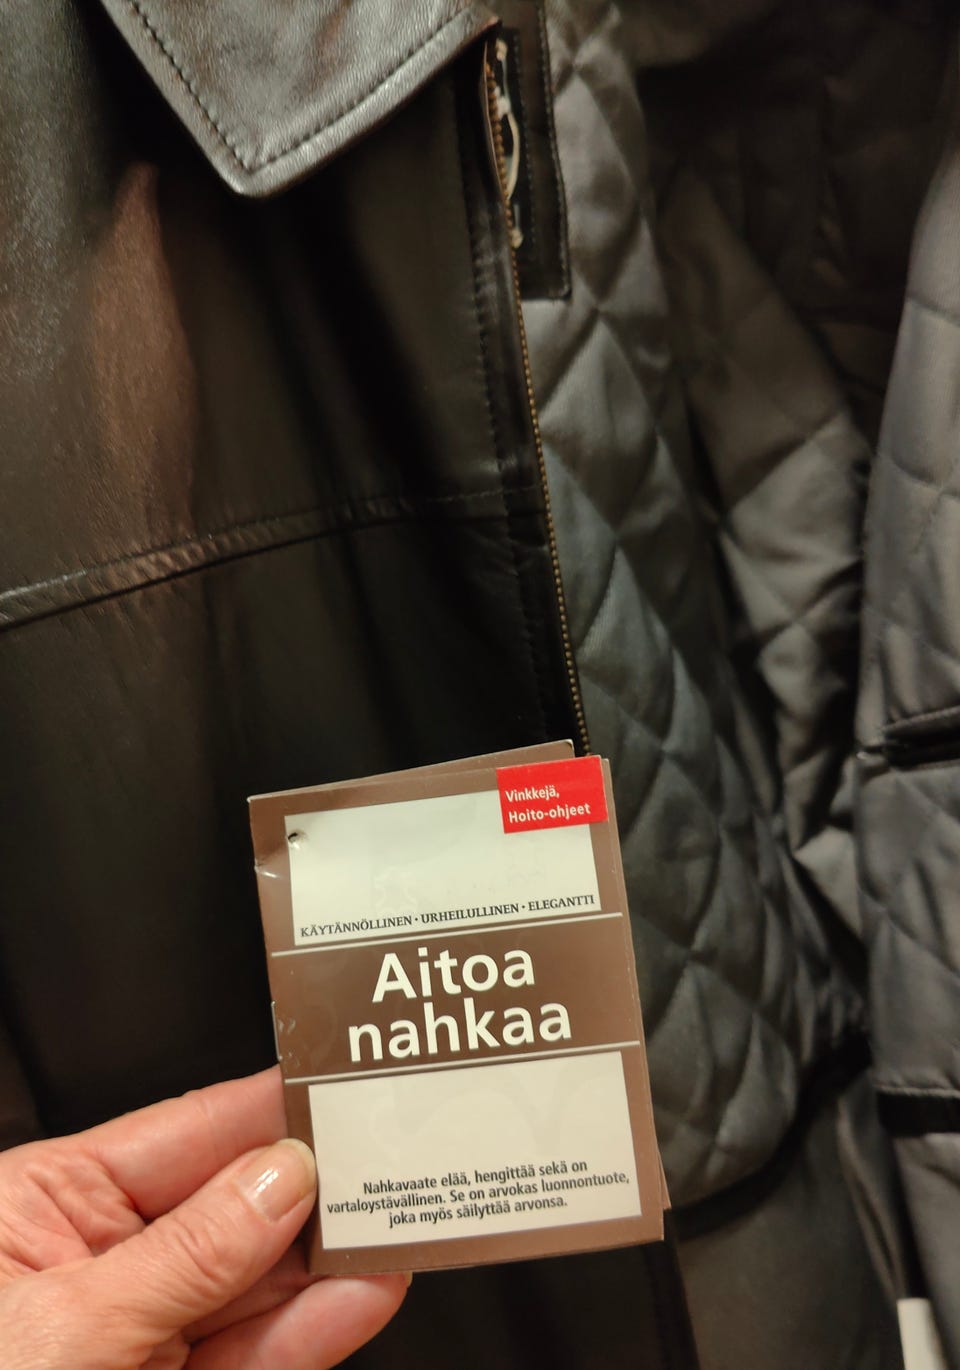 Vinkkejä,
Hoito-ohjeet
KÄYTÄNNÖLLINEN · URHEILULLINEN · ELEGANTTI
Aitoa
nahkaa
Nahkavaate elää, hengittää sekä on
vartaloystävällinen. Se on arvokas luonnontuote,
joka myös säilyttää arvonsa.